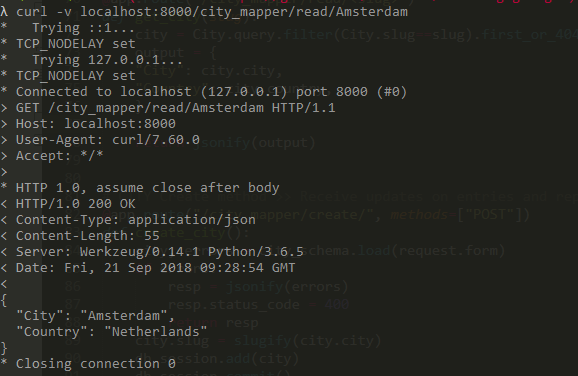 λ curl -v localhost:8000/city_mapper/read/Amsterdam
*   Trying ::1...
* TCP_NODELAY set
*   Trying 127.0.0.1...
* TCP_NODELAY set
* Connected to localhost (127.0.0.1) port 8000 (#0)
> GET /city_mapper/read/Amsterdam HTTP/1.1
> Host: localhost:8000
> User-Agent: curl/7.60.0
> Accept: */*
>
* HTTP 1.0, assume close after body
< HTTP/1.0 200 OK
< Content-Type: application/json
< Content-Length: 55
< Server: Werkzeug/0.14.1 Python/3.6.5
< Date: Fri, 21 Sep 2018 09:28:54 GMT
<
{
  "City": "Amsterdam",
  "Country": "Netherlands"
}
* Closing connection 0